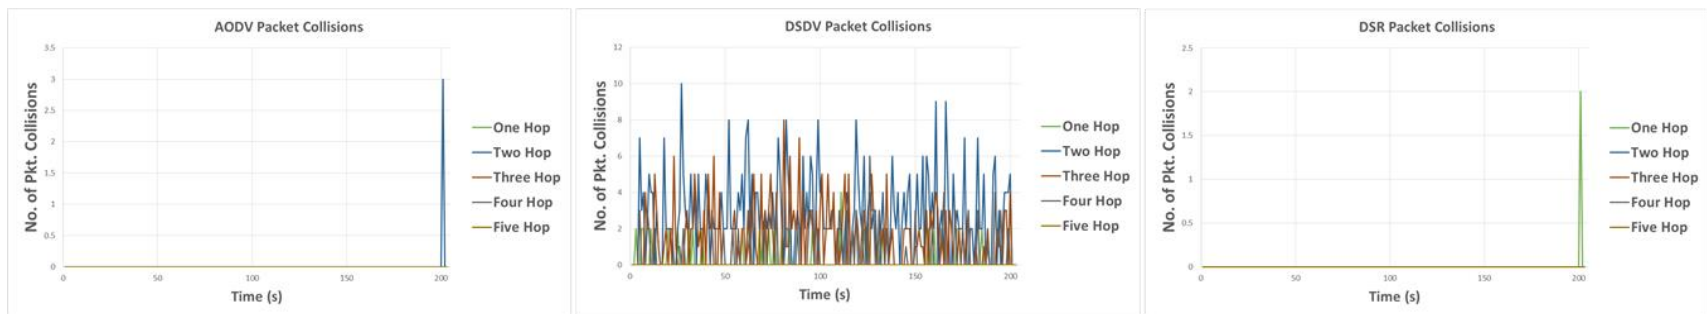 AODV Packet Collisions
No. of Pkt. Collisions
3.5
3
2.5
2
1.5
1
0.5
0
0 50 100 150 200
Time (s)
One Hop
Two Hop
Three Hop
Four Hop
Five Hop
DSDV Packet Collisions
No. of Pkt. Collisions
12
10
8
6
4
2
0
0 50 100 150 200
Time (s)
One Hop
Two Hop
Three Hop
Four Hop
Five Hop
DSR Packet Collisions
No. of Pkt. Collisions
2.5
2
1.5
1
0.5
0
0 50 100 150 200
Time (s)
One Hop
Two Hop
Three Hop
Four Hop
Five Hop